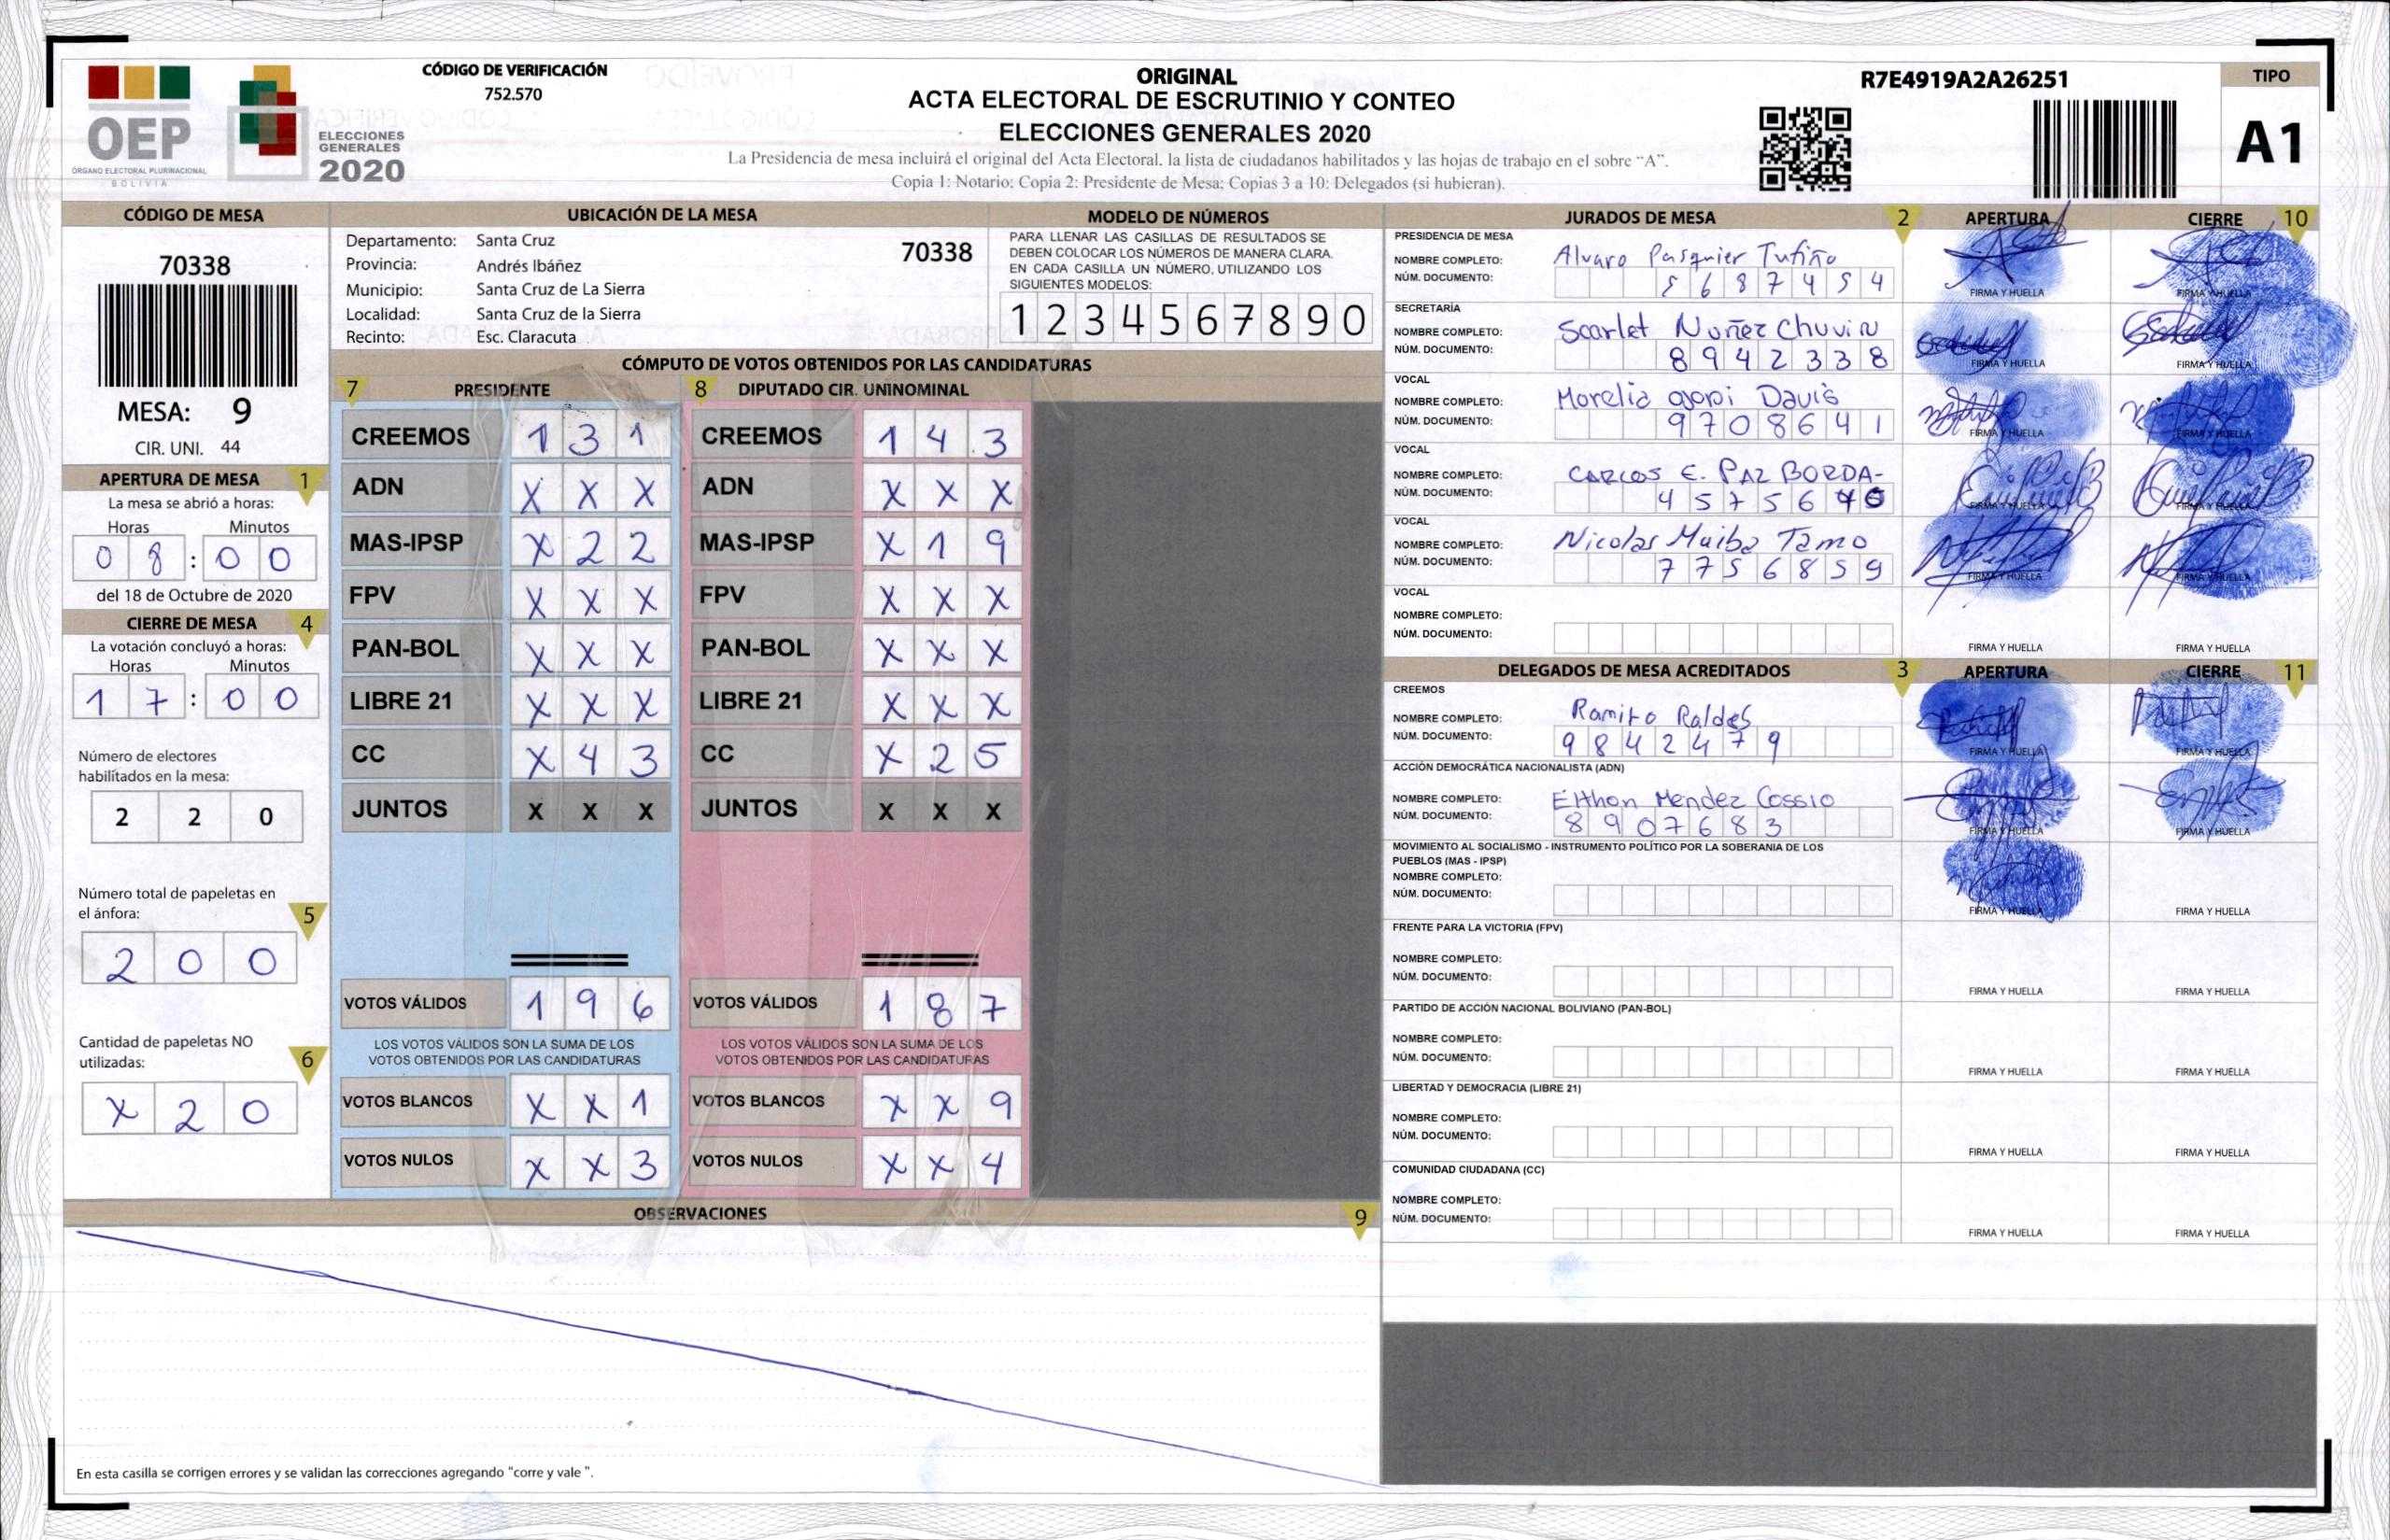 OEP
ÓRGANO ELECTORAL PLURINACIONAL
BOLIVIA
ELECCIONES
GENERALES
2020
CÓDIGO DE VERIFICACIÓN
752.570
ORIGINAL
ACTA ELECTORAL DE ESCRUTINIO Y CONTEO
ELECCIONES GENERALES 2020
La Presidencia de mesa incluirá el original del Acta Electoral. la lista de ciudadanos habilitados y las hojas de trabajo en el sobre “A”.
Copia 1: Notario: Copia 2: Presidente de Mesa: Copias 3 a 10: Delegados (si hubieran).
R7E4919A2A26251
TIPO
A1
CÓDIGO DE MESA
70338
MESA: 9
CIR. UNI. 44
APERTURA DE MESA 1
La mesa se abrió a horas:
Horas Minutos
0 8 : 0 0
del 18 de Octubre de 2020
CIERRE DE MESA 4
La votación concluyó a horas:
Horas Minutos
1 7 : 0 0
Número de electores
habilitados en la mesa:
2 2 0
Número total de papeletas en
el ánfora: 5
2 0 0
Cantidad de papeletas NO
utilizadas: 6
X 2 0
UBICACIÓN DE LA MESA
Departamento: Santa Cruz 70338
Provincia: Andrés Ibáñez
Municipio: Santa Cruz de La Sierra
Localidad: Santa Cruz de la Sierra
Recinto: Esc. Claracuta
MODELO DE NÚMEROS
PARA LLENAR LAS CASILLAS DE RESULTADOS SE
DEBEN COLOCAR LOS NÚMEROS DE MANERA CLARA.
EN CADA CASILLA UN NÚMERO, UTILIZANDO LOS
SIGUIENTES MODELOS:
1 2 3 4 5 6 7 8 9 0
CÓMPUTO DE VOTOS OBTENIDOS POR LAS CANDIDATURAS
7 PRESIDENTE 8 DIPUTADO CIR. UNINOMINAL
CREEMOS 1 3 1 CREEMOS 1 4 3
ADN X X X ADN X X X
MAS-IPSP X 2 2 MAS-IPSP X 1 9
FPV X X X FPV X X X
PAN-BOL X X X PAN-BOL X X X
LIBRE 21 X X X LIBRE 21 X X X
CC X 4 3 CC X 2 5
JUNTOS X X X JUNTOS X X X
VOTOS VÁLIDOS 1 9 6 VOTOS VÁLIDOS 1 8 7
LOS VOTOS VÁLIDOS SON LA SUMA DE LOS LOS VOTOS VÁLIDOS SON LA SUMA DE LOS
VOTOS OBTENIDOS POR LAS CANDIDATURAS VOTOS OBTENIDOS POR LAS CANDIDATURAS
VOTOS BLANCOS X X 1 VOTOS BLANCOS X X 9
VOTOS NULOS X X 3 VOTOS NULOS X X 4
OBSERVACIONES 9
En esta casilla se corrigen errores y se validan las correcciones agregando "corre y vale ".
JURADOS DE MESA 2 APERTURA CIERRE 10
PRESIDENCIA DE MESA
NOMBRE COMPLETO: Alvaro Pasquier Tufiño
NÚM. DOCUMENTO: 5 6 8 7 4 5 4
FIRMA Y HUELLA FIRMA Y HUELLA
SECRETARÍA
NOMBRE COMPLETO: Scarlet Nuñez Chuviru
NÚM. DOCUMENTO: 8 9 4 2 3 3 8
FIRMA Y HUELLA FIRMA Y HUELLA
VOCAL
NOMBRE COMPLETO: Morelia Davis
NÚM. DOCUMENTO: 9 7 0 8 6 4 1
FIRMA Y HUELLA FIRMA Y HUELLA
VOCAL
NOMBRE COMPLETO: CARLOS E. PAZ BORDA-
NÚM. DOCUMENTO: 4 5 7 5 6
FIRMA Y HUELLA FIRMA Y HUELLA
VOCAL
NOMBRE COMPLETO: Nicolas Muiba Tamo
NÚM. DOCUMENTO: 7 7 5 6 8 5 9
FIRMA Y HUELLA FIRMA Y HUELLA
VOCAL
NOMBRE COMPLETO:
NÚM. DOCUMENTO:
FIRMA Y HUELLA FIRMA Y HUELLA
DELEGADOS DE MESA ACREDITADOS 3 APERTURA CIERRE 11
CREEMOS
NOMBRE COMPLETO: Ramiro Raldes
NÚM. DOCUMENTO: 9 8 4 2 4 7 9
FIRMA Y HUELLA FIRMA Y HUELLA
ACCIÓN DEMOCRÁTICA NACIONALISTA (ADN)
NOMBRE COMPLETO: Elthon Mendez Cossio
NÚM. DOCUMENTO: 8 9 0 7 6 8 3
FIRMA Y HUELLA FIRMA Y HUELLA
MOVIMIENTO AL SOCIALISMO - INSTRUMENTO POLÍTICO POR LA SOBERANIA DE LOS
PUEBLOS (MAS - IPSP)
NOMBRE COMPLETO:
NÚM. DOCUMENTO:
FIRMA Y HUELLA FIRMA Y HUELLA
FRENTE PARA LA VICTORIA (FPV)
NOMBRE COMPLETO:
NÚM. DOCUMENTO:
FIRMA Y HUELLA FIRMA Y HUELLA
PARTIDO DE ACCIÓN NACIONAL BOLIVIANO (PAN-BOL)
NOMBRE COMPLETO:
NÚM. DOCUMENTO:
FIRMA Y HUELLA FIRMA Y HUELLA
LIBERTAD Y DEMOCRACIA (LIBRE 21)
NOMBRE COMPLETO:
NÚM. DOCUMENTO:
FIRMA Y HUELLA FIRMA Y HUELLA
COMUNIDAD CIUDADANA (CC)
NOMBRE COMPLETO:
NÚM. DOCUMENTO:
FIRMA Y HUELLA FIRMA Y HUELLA